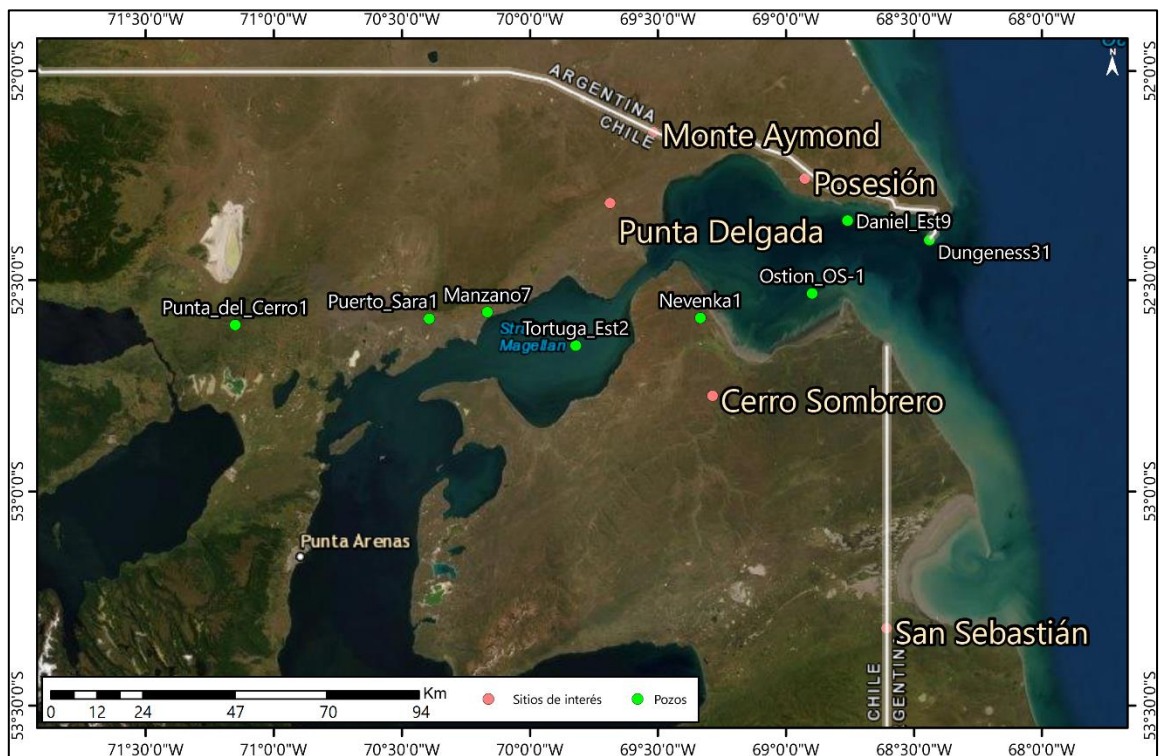 71°30'0"W 71°0'0"W 70°30'0"W 70°0'0"W 69°30'0"W 69°0'0"W 68°30'0"W 68°0'0"W
52°0'0"S
52°0'0"S
N
ARGENTINA
CHILE
Monte Aymond
Posesión
Punta Delgada
Daniel_Est9
Dungeness31
52°30'0"S
52°30'0"S
Ostion_OS-1
Punta_del_Cerro1
Puerto_Sara1
Manzano7
Nevenka1
Tortuga_Est2
Magellan
Cerro Sombrero
53°0'0"S
53°0'0"S
Punta Arenas
San Sebastián
CHILE
53°30'0"S
53°30'0"S
Km
0 12 24 47 70 94
Sitios de interés
Pozos
71°30'0"W 71°0'0"W 70°30'0"W 70°0'0"W 69°30'0"W 69°0'0"W 68°30'0"W 68°0'0"W